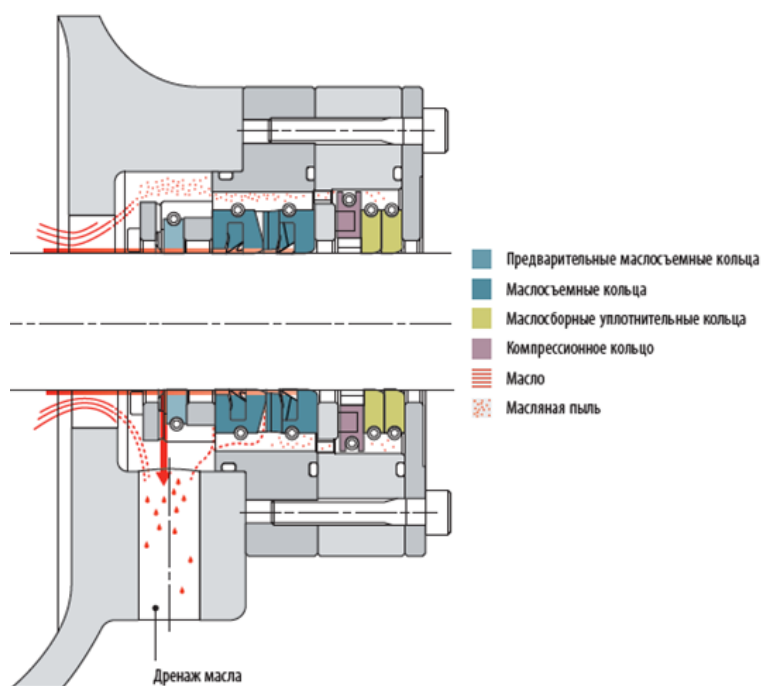 Предварительные маслосъемные кольца
Маслосъемные кольца
Маслосборные уплотнительные кольца
Компрессионное кольцо
Масло
Масляная пыль
Дренаж масла